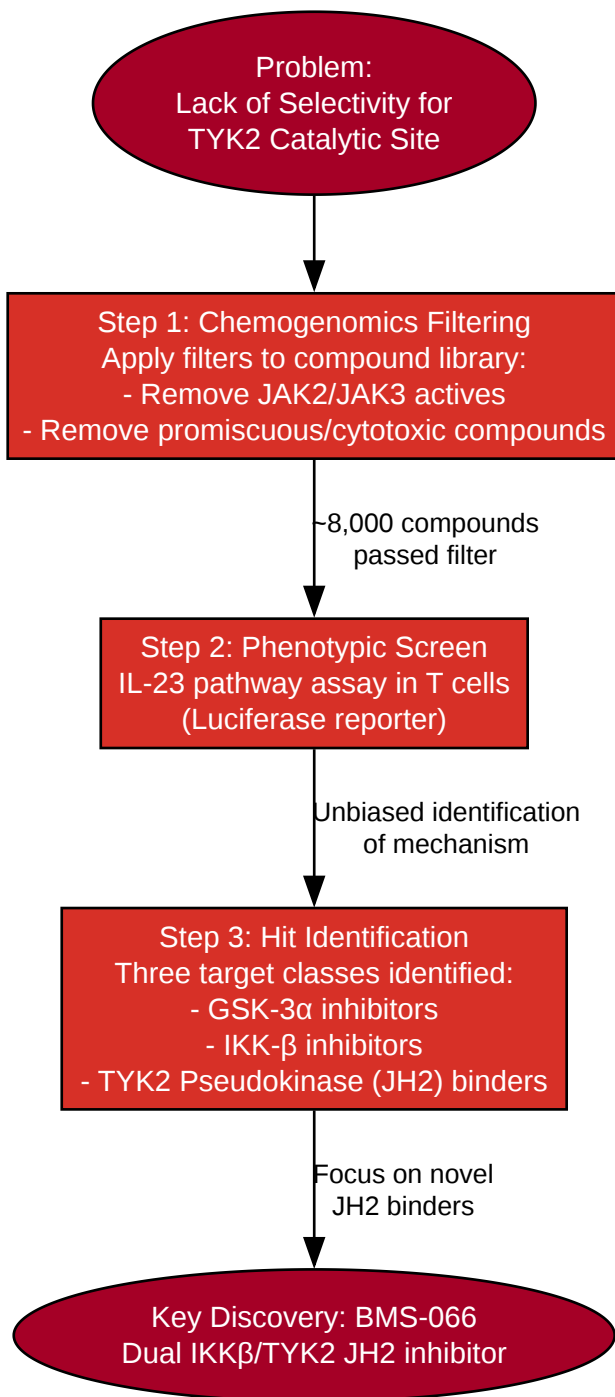 Problem:
Lack of Selectivity for
TYK2 Catalytic Site
Step 1: Chemogenomics Filtering
Apply filters to compound library:
- Remove JAK2/JAK3 actives
- Remove promiscuous/cytotoxic compounds
~8,000 compounds
passed filter
Step 2: Phenotypic Screen
IL-23 pathway assay in T cells
(Luciferase reporter)
Unbiased identification
of mechanism
Step 3: Hit Identification
Three target classes identified:
- GSK-3α inhibitors
- IKK-β inhibitors
- TYK2 Pseudokinase (JH2) binders
Focus on novel
JH2 binders
Key Discovery: BMS-066
Dual IKKβ/TYK2 JH2 inhibitor